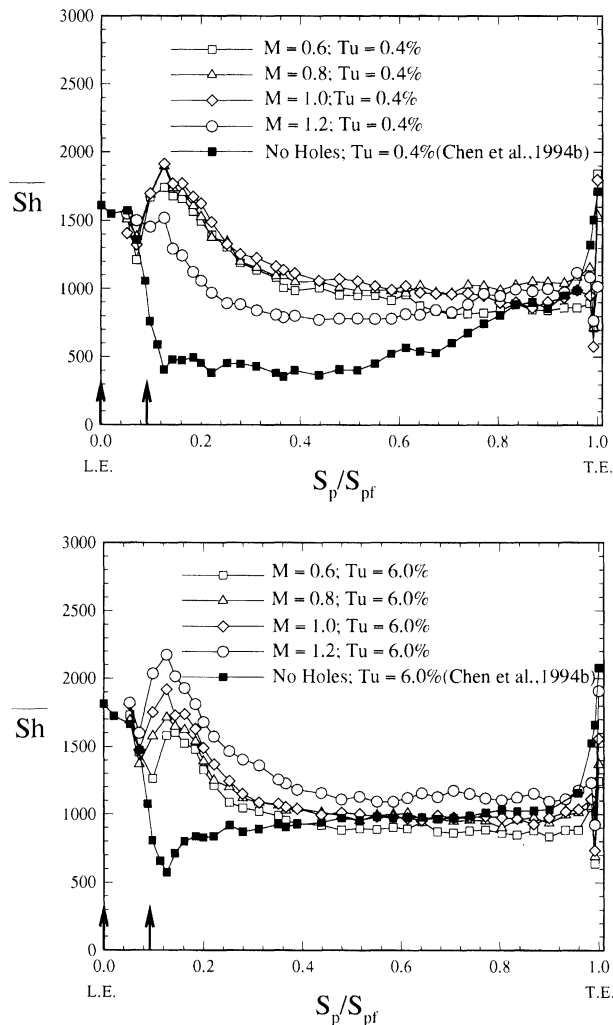 3000
2500
2000
1500
1000
500
0
Sh
M = 0.6; Tu = 0.4%
M = 0.8; Tu = 0.4%
M = 1.0;Tu = 0.4%
M = 1.2; Tu = 0.4%
No Holes; Tu = 0.4%(Chen et al.,1994b)
0.0 0.2 0.4 0.6 0.8 1.0
L.E. T.E.
Sp/Spf
3000
2500
2000
1500
1000
500
0
Sh
M = 0.6; Tu = 6.0%
M = 0.8; Tu = 6.0%
M = 1.0; Tu = 6.0%
M = 1.2; Tu = 6.0%
No Holes; Tu = 6.0%(Chen et al.,1994b)
0.0 0.2 0.4 0.6 0.8 1.0
L.E. T.E.
Sp/Spf